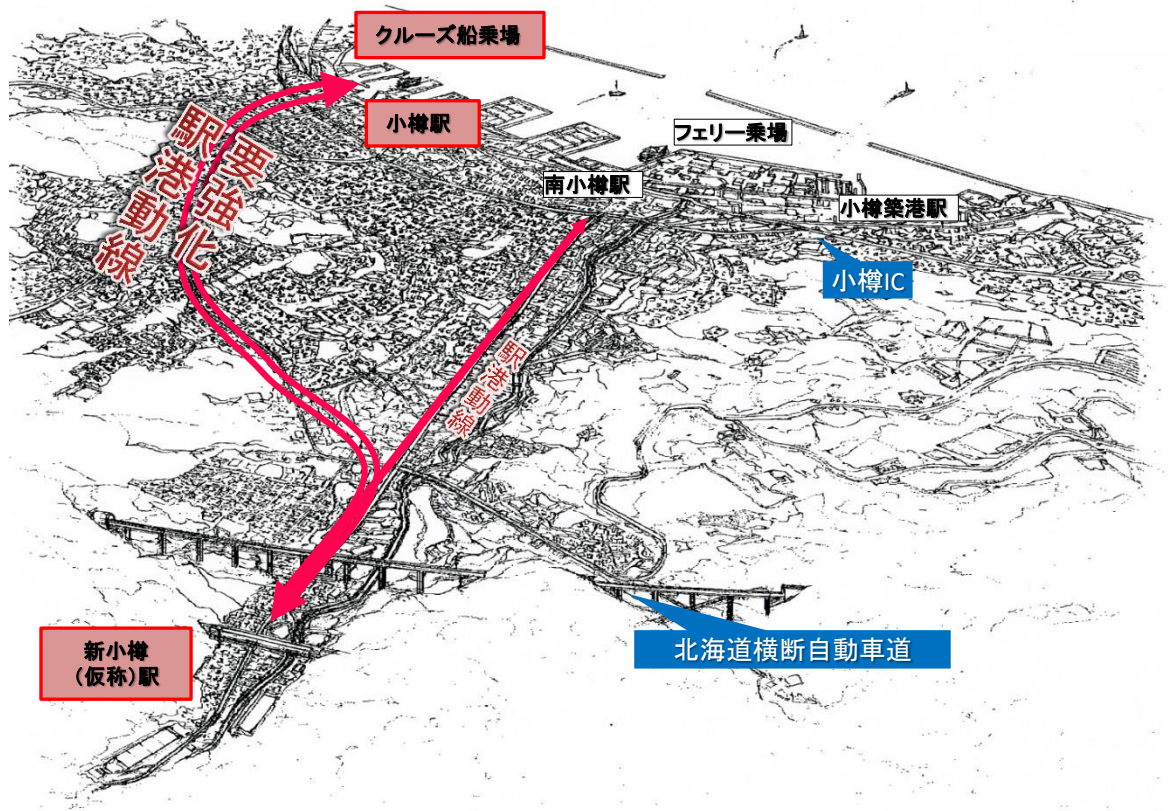 クルーズ船乗場
小樽駅
フェリー乗場
南小樽駅
小樽築港駅
小樽IC
要強化
駅港動線
駅港動線
北海道横断自動車道
新小樽
(仮称)駅